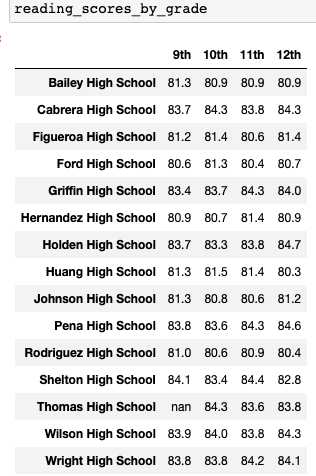 reading_scores_by_grade
9th 10th 11th 12th
Bailey High School 81.3 80.9 80.9 80.9
Cabrera High School 83.7 84.3 83.8 84.3
Figueroa High School 81.2 81.4 80.6 81.4
Ford High School 80.6 81.3 80.4 80.7
Griffin High School 83.4 83.7 84.3 84.0
Hernandez High School 80.9 80.7 81.4 80.9
Holden High School 83.7 83.3 83.8 84.7
Huang High School 81.3 81.5 81.4 80.3
Johnson High School 81.3 80.8 80.6 81.2
Pena High School 83.8 83.6 84.3 84.6
Rodriguez High School 81.0 80.6 80.9 80.4
Shelton High School 84.1 83.4 84.4 82.8
Thomas High School nan 84.3 83.6 83.8
Wilson High School 83.9 84.0 83.8 84.3
Wright High School 83.8 83.8 84.2 84.1